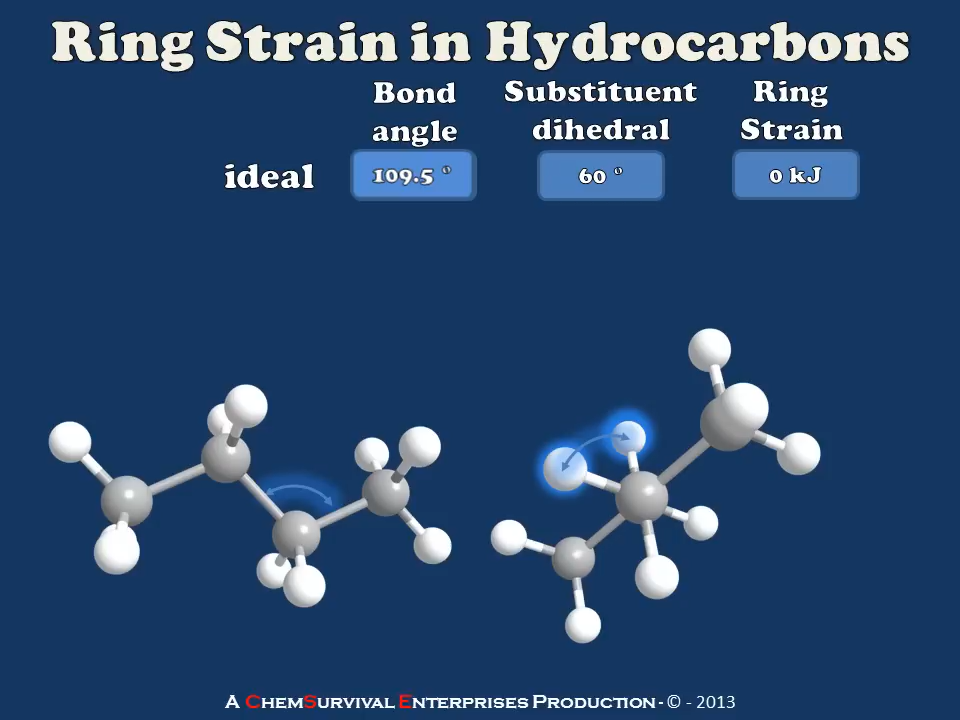 Ring Strain in Hydrocarbons
Bond angle
Substituent dihedral
Ring Strain
ideal 109.5 ° 60 ° 0 kJ
A ChemSurvival Enterprises Production - © - 2013